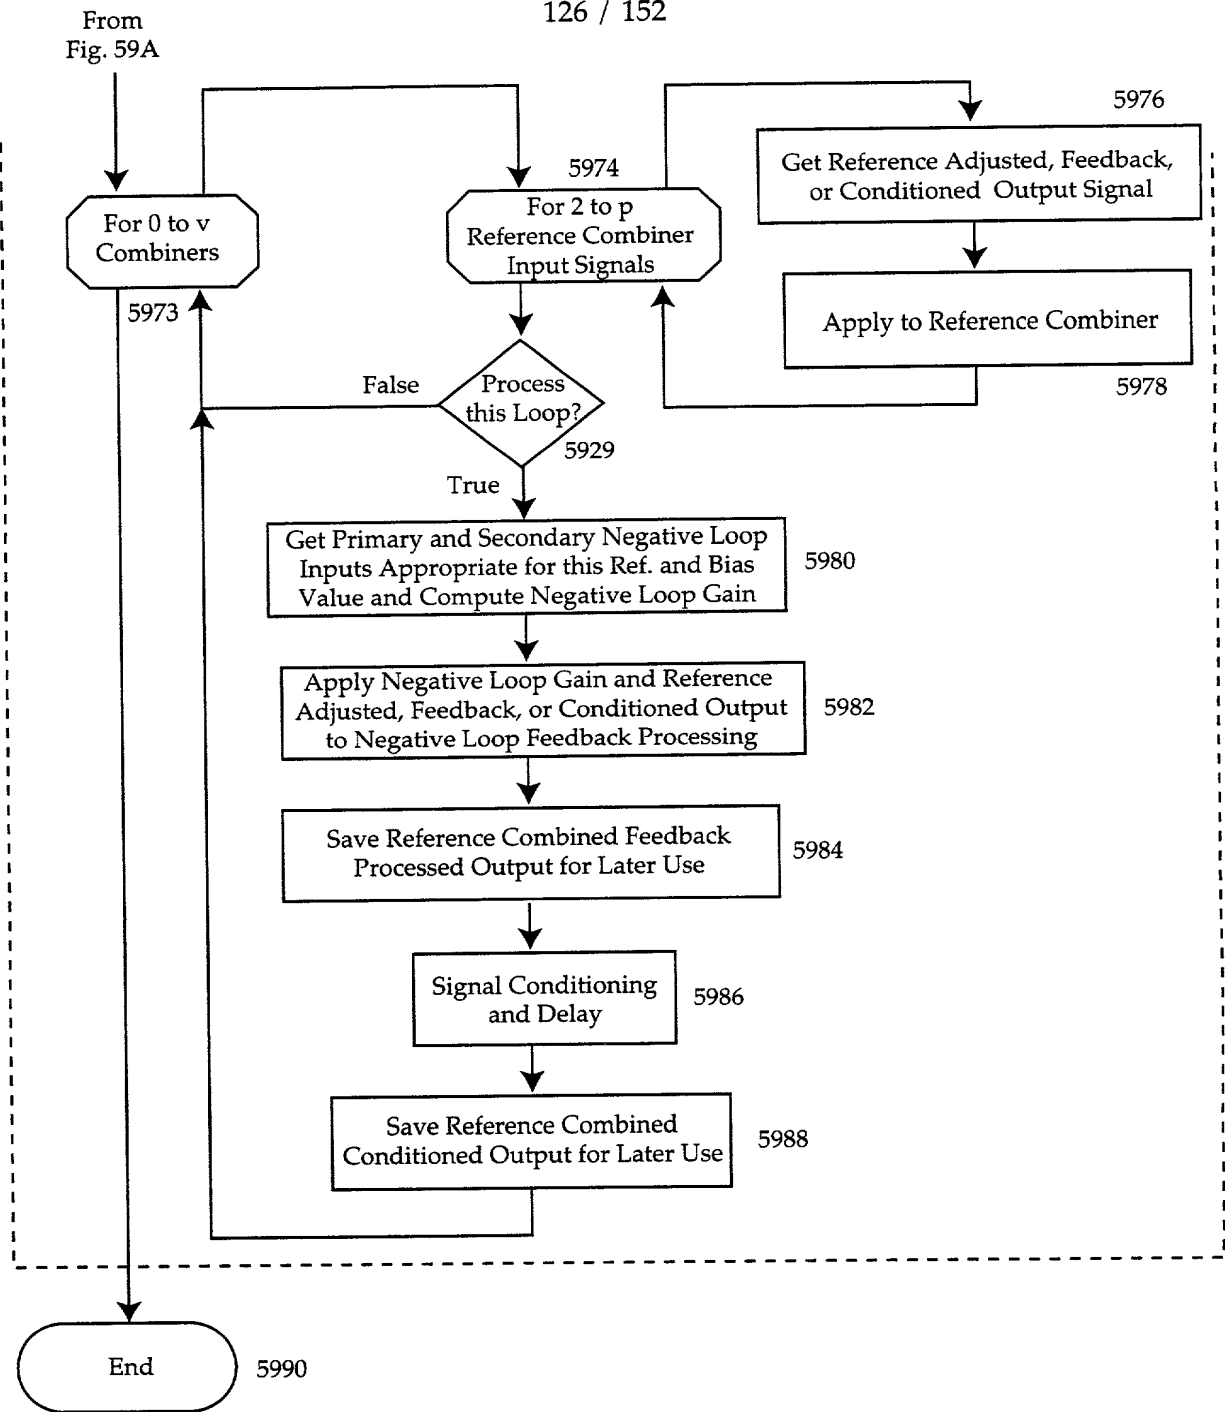 126 / 152
From
Fig. 59A
5976
Get Reference Adjusted, Feedback,
or Conditioned Output Signal
5974
For 2 to p
Reference Combiner
Input Signals
For 0 to v
Combiners
5973
Apply to Reference Combiner
5978
False
Process
this Loop?
5929
True
Get Primary and Secondary Negative Loop
Inputs Appropriate for this Ref. and Bias
Value and Compute Negative Loop Gain
5980
Apply Negative Loop Gain and Reference
Adjusted, Feedback, or Conditioned Output
to Negative Loop Feedback Processing
5982
Save Reference Combined Feedback
Processed Output for Later Use
5984
Signal Conditioning
and Delay
5986
Save Reference Combined
Conditioned Output for Later Use
5988
End
5990